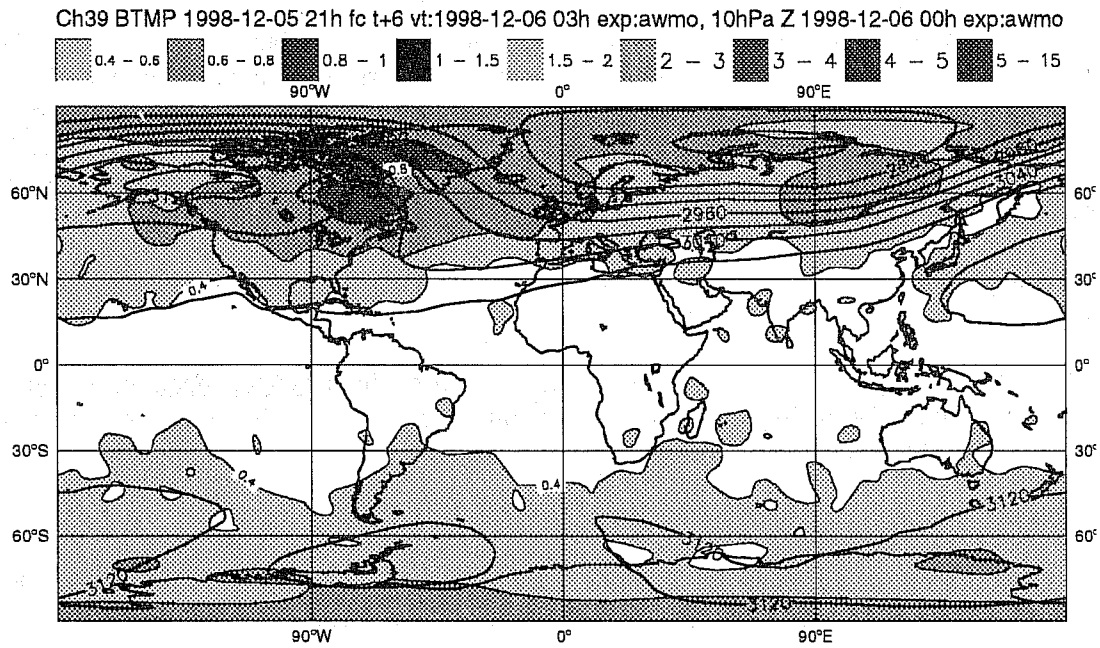 Ch39 BTMP 1998-12-05 21h fc t+6 vt:1998-12-06 03h exp:awmo, 10hPa Z 1998-12-06 00h exp:awmo
0.4 - 0.6 0.6 - 0.8 0.8 - 1 1 - 1.5 1.5 - 2 2 - 3 3 - 4 4 - 5 5 - 15
90°W 0° 90°E
0.8
60°N 60°
2960
3040
30°N 30°
0.4
0° 0°
30°S 30°
0.4 0.4
3120
60°S 60°
3120
3120
3120
90°W 0° 90°E